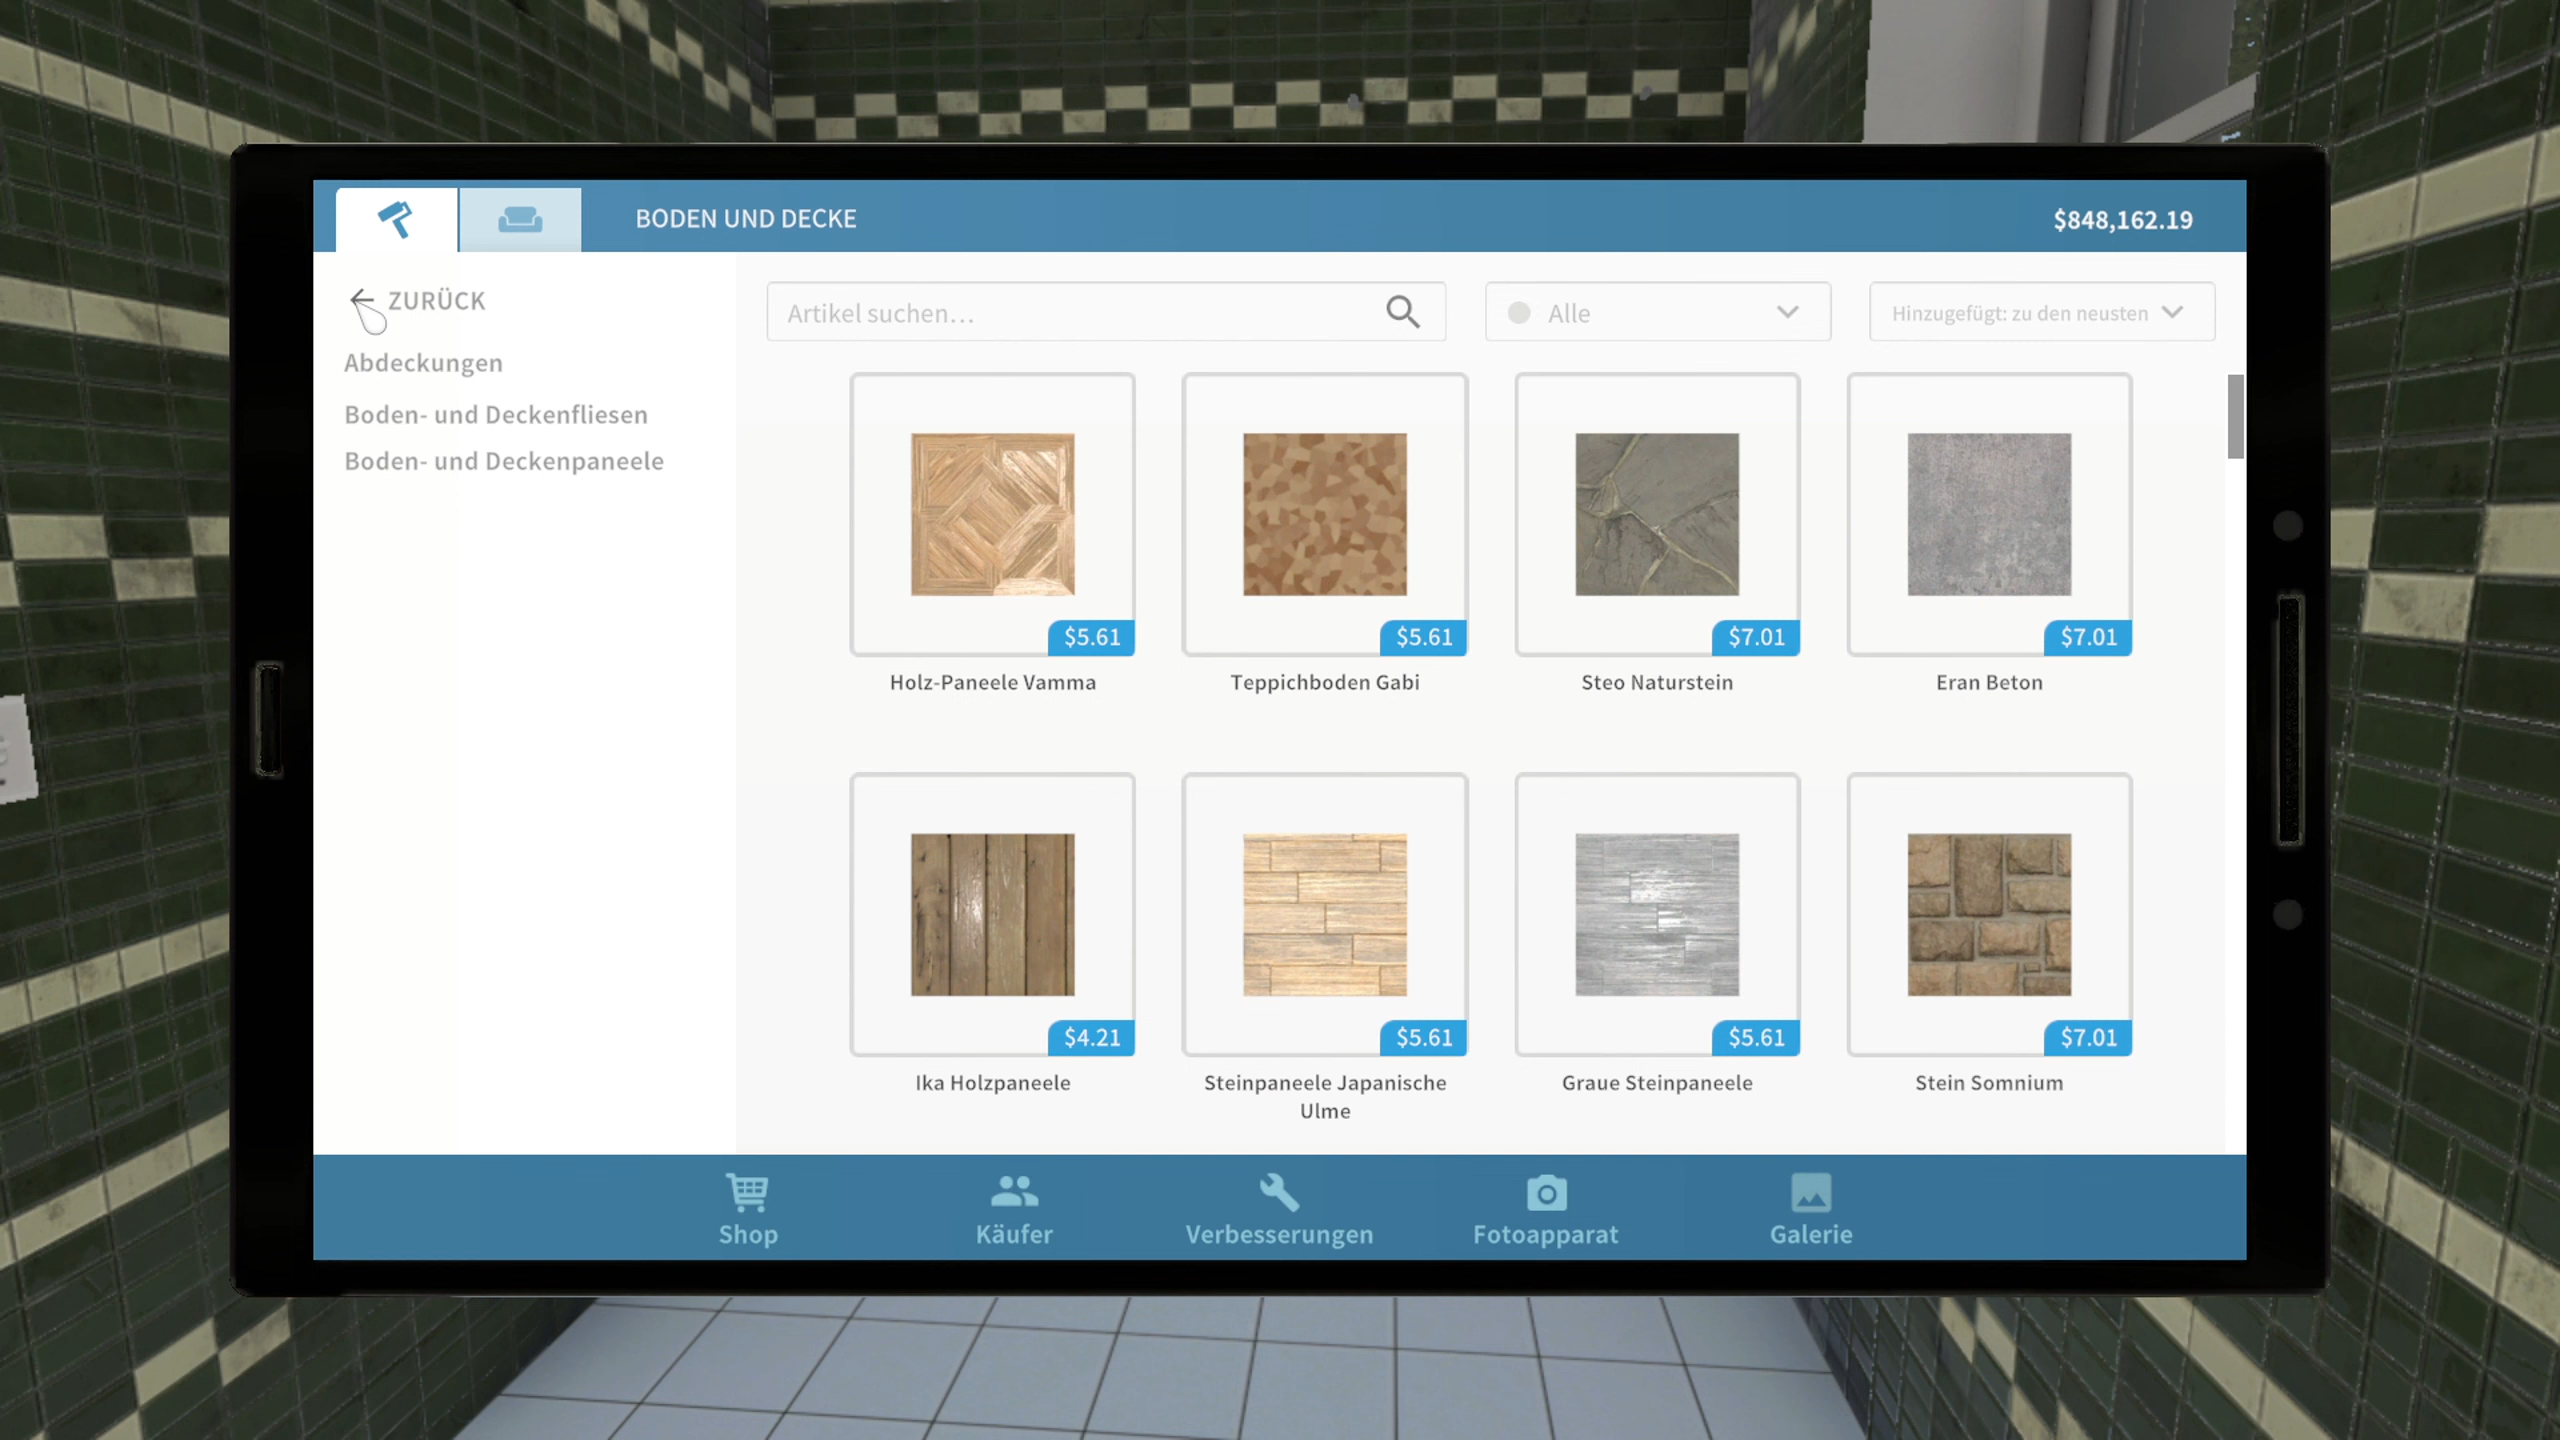 BODEN UND DECKE
$848,162.19
ZURÜCK
Artikel suchen...
Alle
Hinzugefügt: zu den neusten
Abdeckungen
Boden- und Deckenfliesen
Boden- und Deckenpaneele
$5.61
$5.61
$7.01
$7.01
Holz-Paneele Vamma
Teppichboden Gabi
Steo Naturstein
Eran Beton
$4.21
$5.61
$5.61
$7.01
Ika Holzpaneele
Steinpaneele Japanische
Ulme
Graue Steinpaneele
Stein Somnium
Shop
Käufer
Verbesserungen
Fotoapparat
Galerie